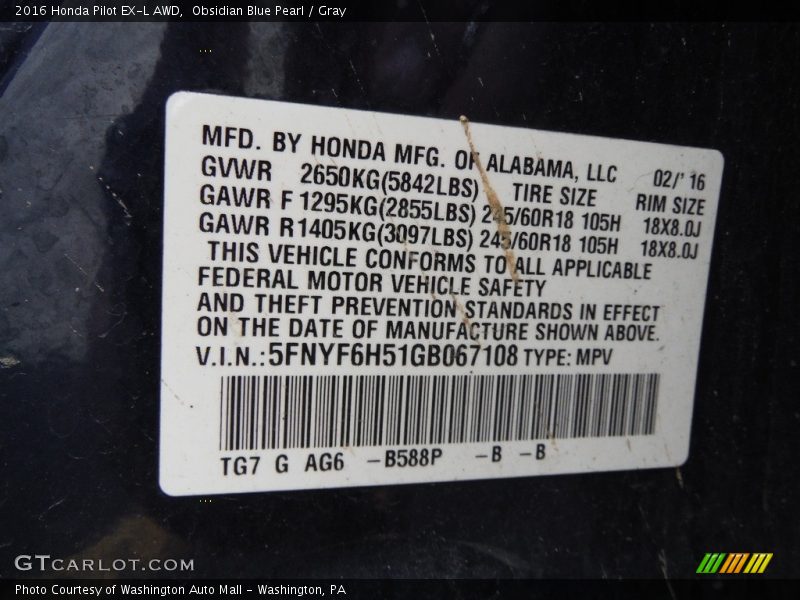 2016 Honda Pilot EX-L AWD,  Obsidian Blue Pearl / Gray
MFD. BY HONDA MFG. OF ALABAMA, LLC 02/' 16
GVWR 2650KG(5842LBS) TIRE SIZE RIM SIZE
GAWR F 1295KG(2855LBS) 245/60R18 105H 18X8.0J
GAWR R1405KG(3097LBS) 245/60R18 105H 18X8.0J
THIS VEHICLE CONFORMS TO ALL APPLICABLE
FEDERAL MOTOR VEHICLE SAFETY
AND THEFT PREVENTION STANDARDS IN EFFECT
ON THE DATE OF MANUFACTURE SHOWN ABOVE.
V.I.N.: 5FNYF6H51GB067108 TYPE: MPV
TG7 G AG6 -B588P -B -B
GTCARLOT.COM
Photo Courtesy of Washington Auto Mall - Washington, PA